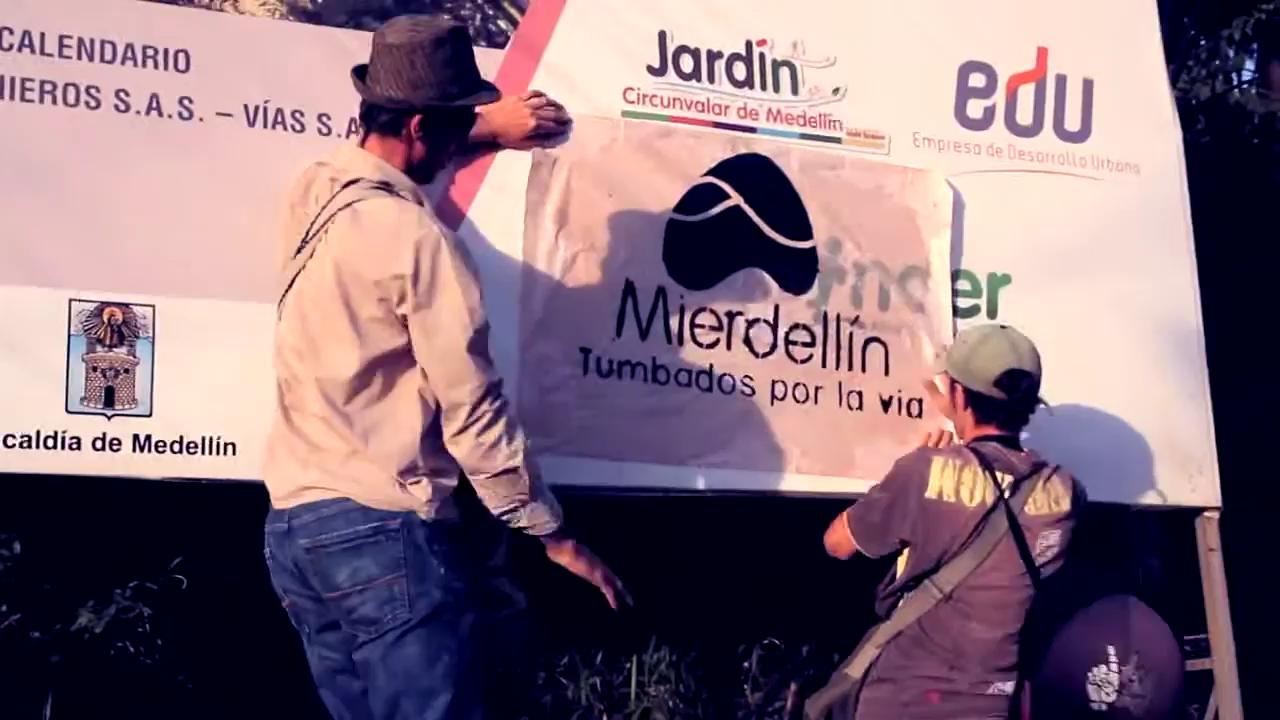 CALENDARIO
NIEROS S.A.S. – VÍAS S.A
caldía de Medellín
Jardín
Circunvalar de Medellín
edu
Empresa de Desarrollo Urbano
inder
Mierdellín
Tumbados por la via